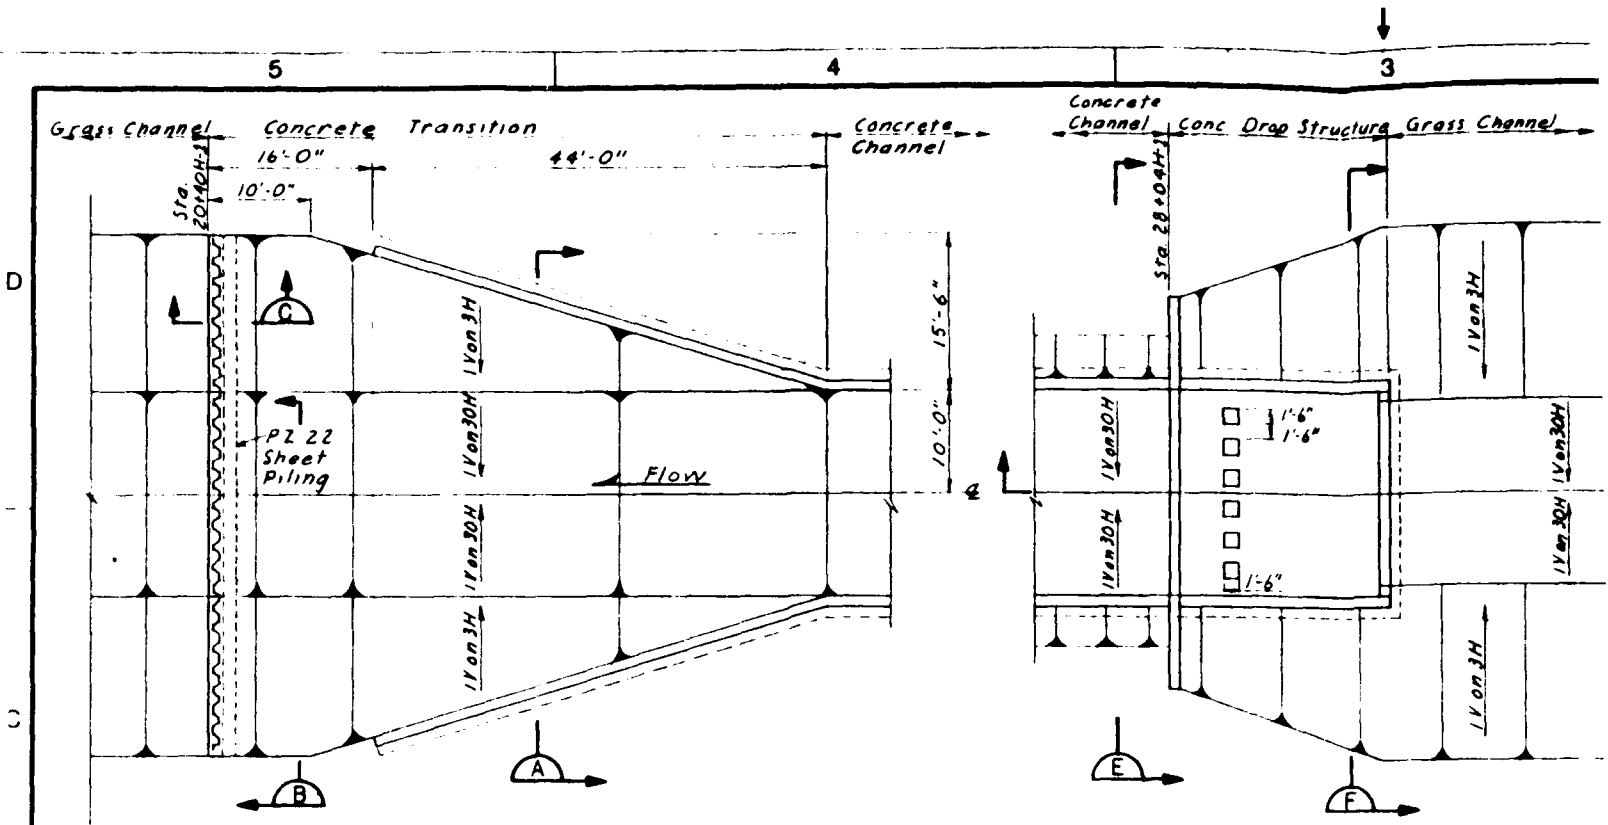 5
4
3
Grass Channel
Concrete Transition
Concrete
Channel
Concrete
Channel
Conc Drop Structure
Grass Channel
16'-0"
44'-0"
10'-0"
Sta.
Sta. 28+04H-1
D
C
1V on 3H
15'-6"
1V on 3H
1V on 30H
10'-0"
1V on 30H
1'-6"
1'-6"
1V on 30H
PZ 22
Sheet
Piling
Flow
℄
1V on 30H
1V on 30H
1V on 30H
1'-6"
1V on 3H
1V on 3H
A
B
E
F